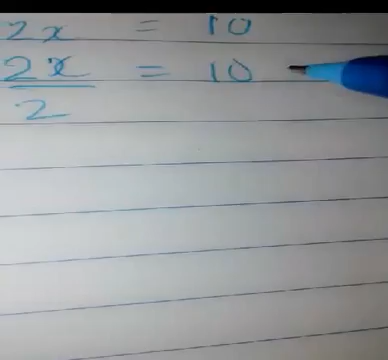 2x = 10
2x = 10
2